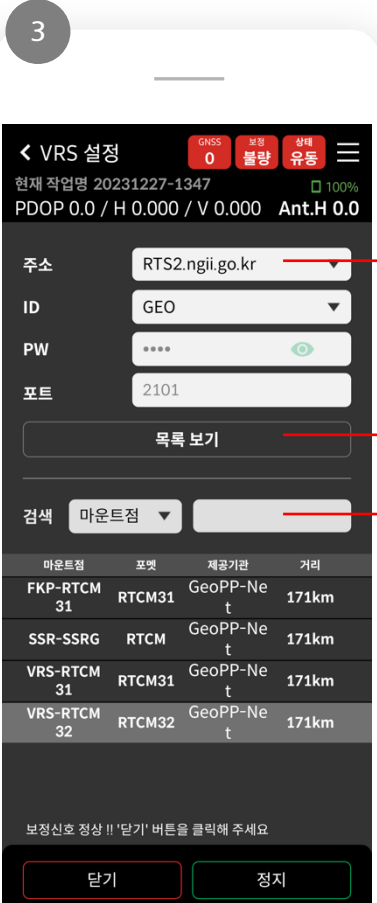 3
VRS 설정
GNSS 0
보정 불량
상태 유동
현재 작업명 20231227-1347
100%
PDOP 0.0 / H 0.000 / V 0.000 Ant.H 0.0
주소 RTS2.ngii.go.kr
ID GEO
PW ••••
포트 2101
목록 보기
검색 마운트점
마운트점 포멧 제공기관 거리
FKP-RTCM
31 RTCM31 GeoPP-Ne
t 171km
SSR-SSRG RTCM GeoPP-Ne
t 171km
VRS-RTCM
31 RTCM31 GeoPP-Ne
t 171km
VRS-RTCM
32 RTCM32 GeoPP-Ne
t 171km
보정신호 정상 !! '닫기' 버튼을 클릭해 주세요
닫기 정지